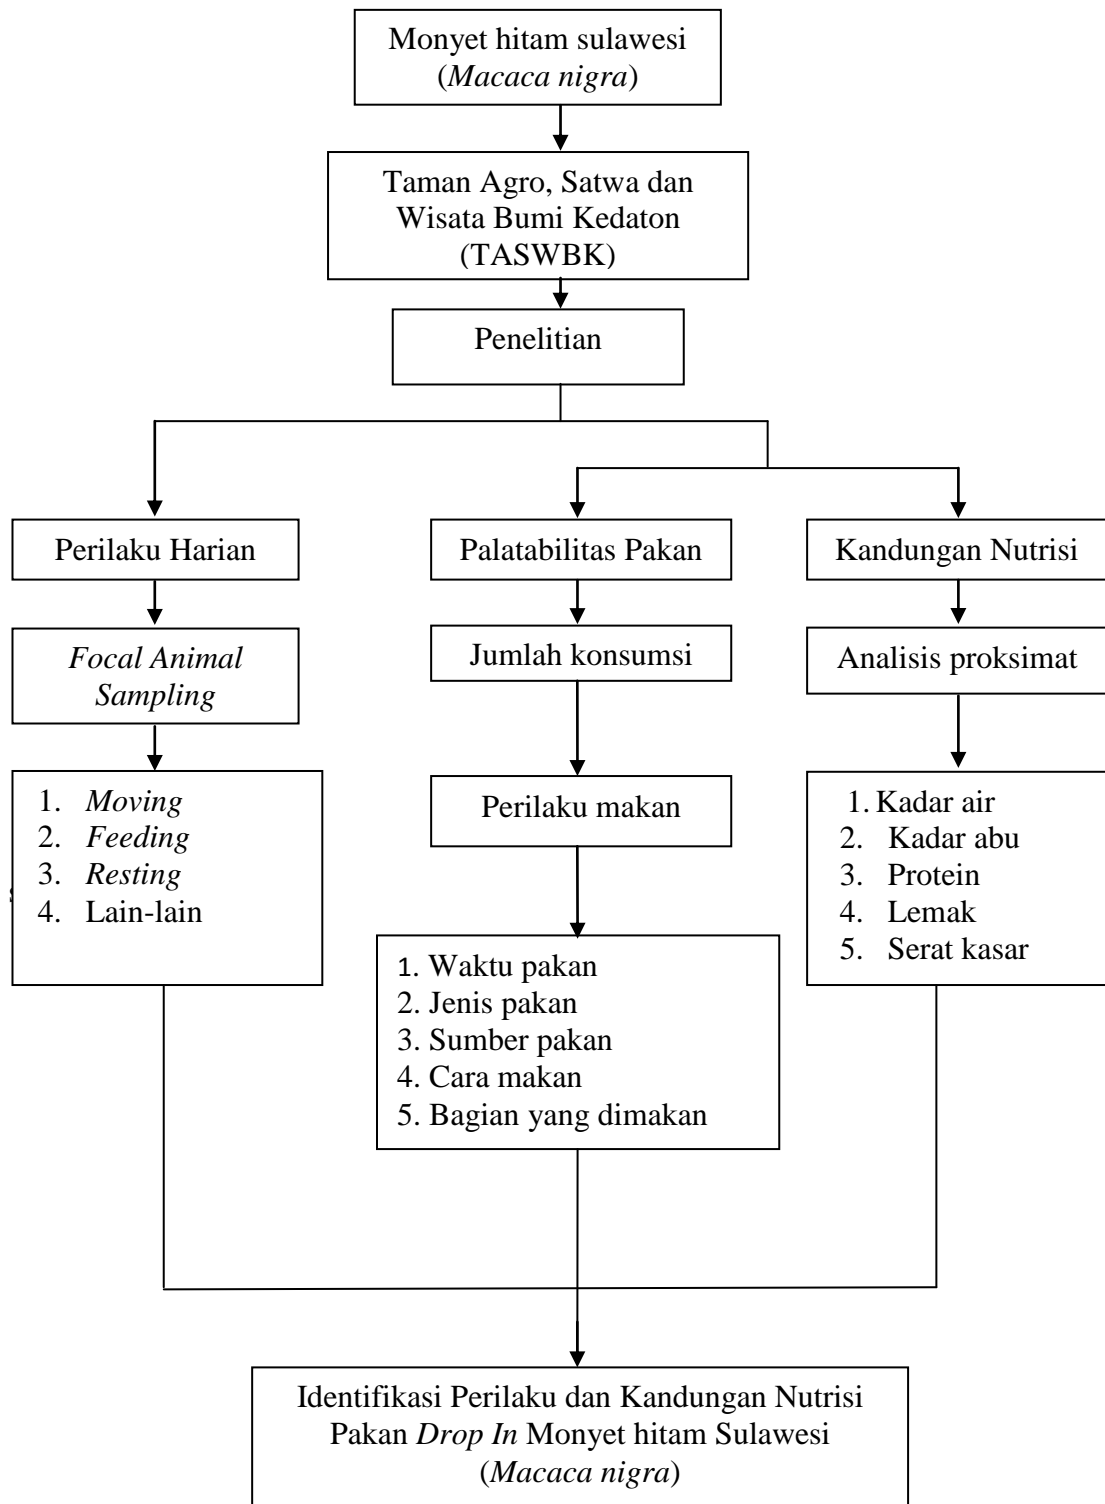 Monyet hitam sulawesi
(Macaca nigra)
Taman Agro, Satwa dan
Wisata Bumi Kedaton
(TASWBK)
Penelitian
Perilaku Harian
Palatabilitas Pakan
Kandungan Nutrisi
Focal Animal
Sampling
Jumlah konsumsi
Analisis proksimat
1. Moving
2. Feeding
3. Resting
4. Lain-lain
Perilaku makan
1. Kadar air
2. Kadar abu
3. Protein
4. Lemak
5. Serat kasar
1. Waktu pakan
2. Jenis pakan
3. Sumber pakan
4. Cara makan
5. Bagian yang dimakan
Identifikasi Perilaku dan Kandungan Nutrisi
Pakan Drop In Monyet hitam Sulawesi
(Macaca nigra)